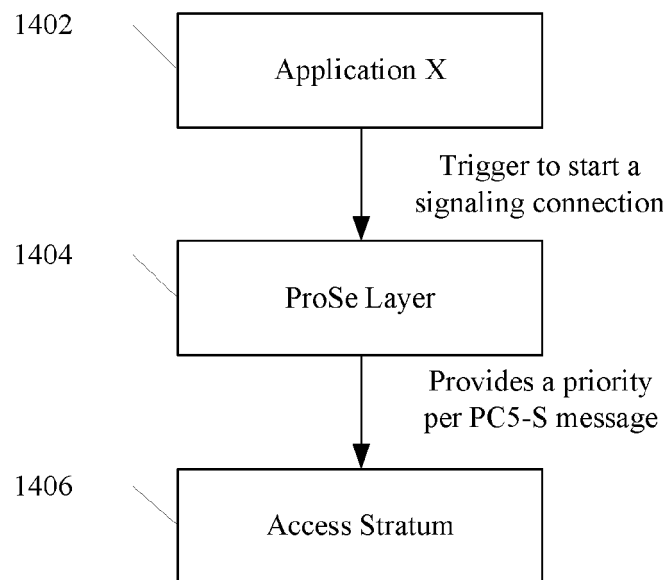 1402
Application X
Trigger to start a
signaling connection
1404
ProSe Layer
Provides a priority
per PC5-S message
1406
Access Stratum